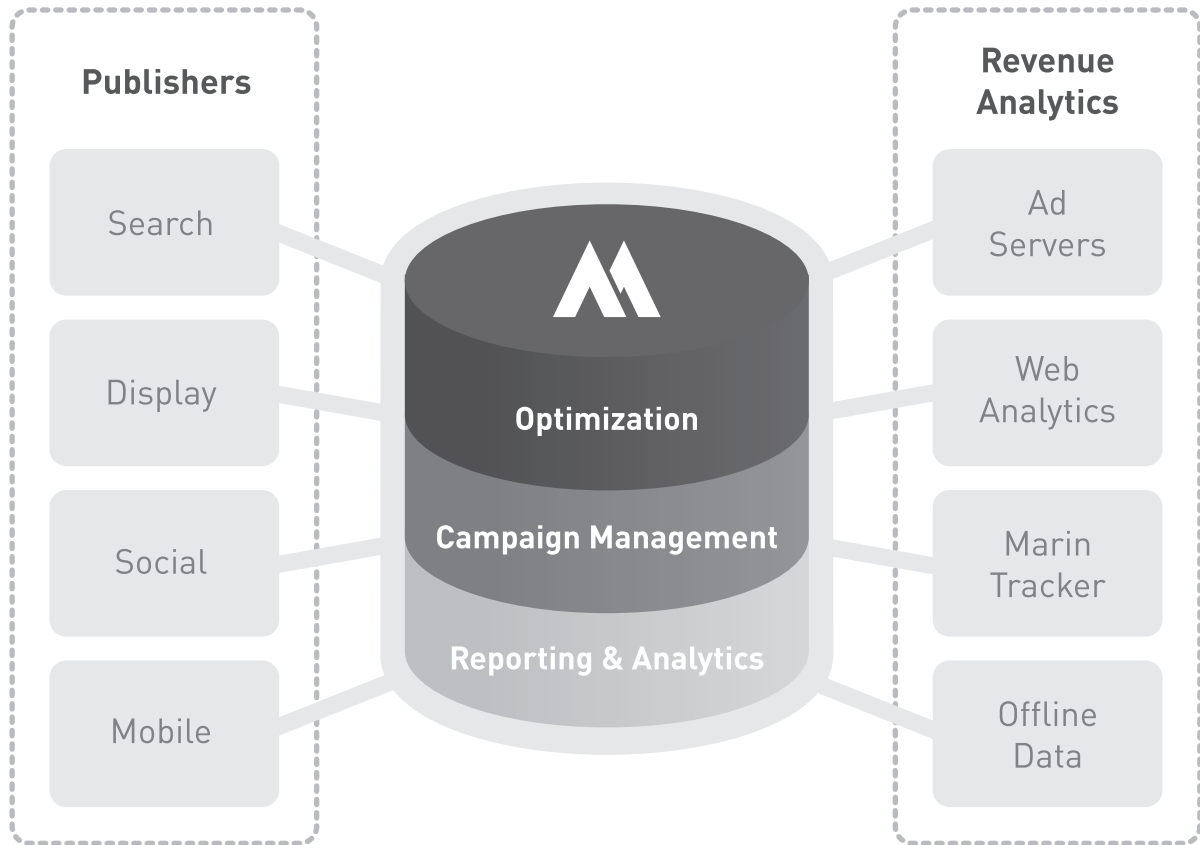 Publishers
Search
Display
Social
Mobile
Optimization
Campaign Management
Reporting & Analytics
Revenue
Analytics
Ad
Servers
Web
Analytics
Marin
Tracker
Offline
Data